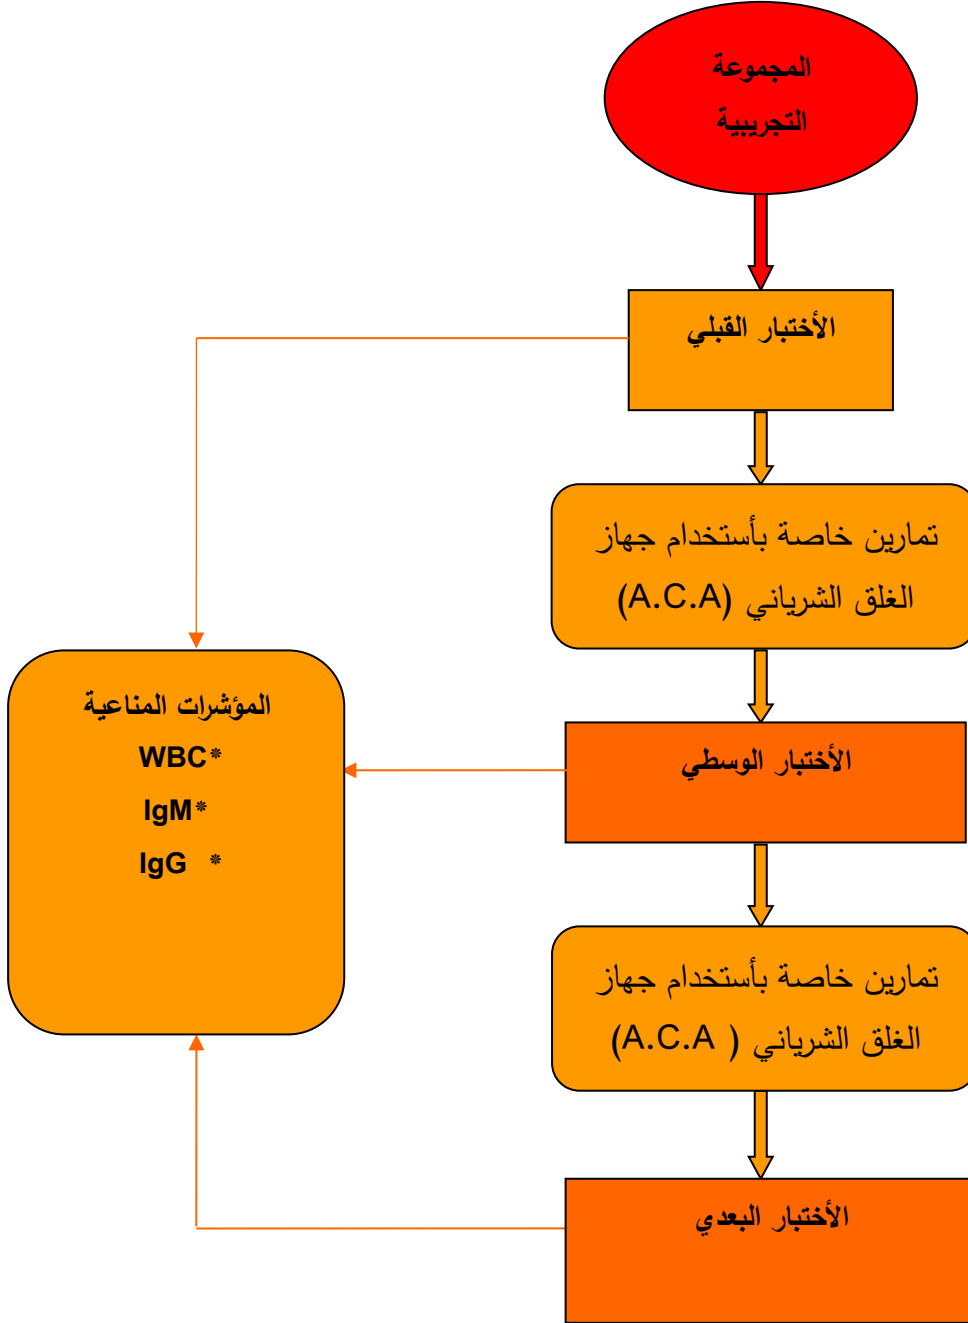 المجموعة
التجريبية
الأختبار القبلي
تمارين خاصة بأستخدام جهاز
الغلق الشرياني (A.C.A)
المؤشرات المناعية
*WBC
*IgM
* IgG
الأختبار الوسطي
تمارين خاصة بأستخدام جهاز
الغلق الشرياني ( A.C.A)
الأختبار البعدي